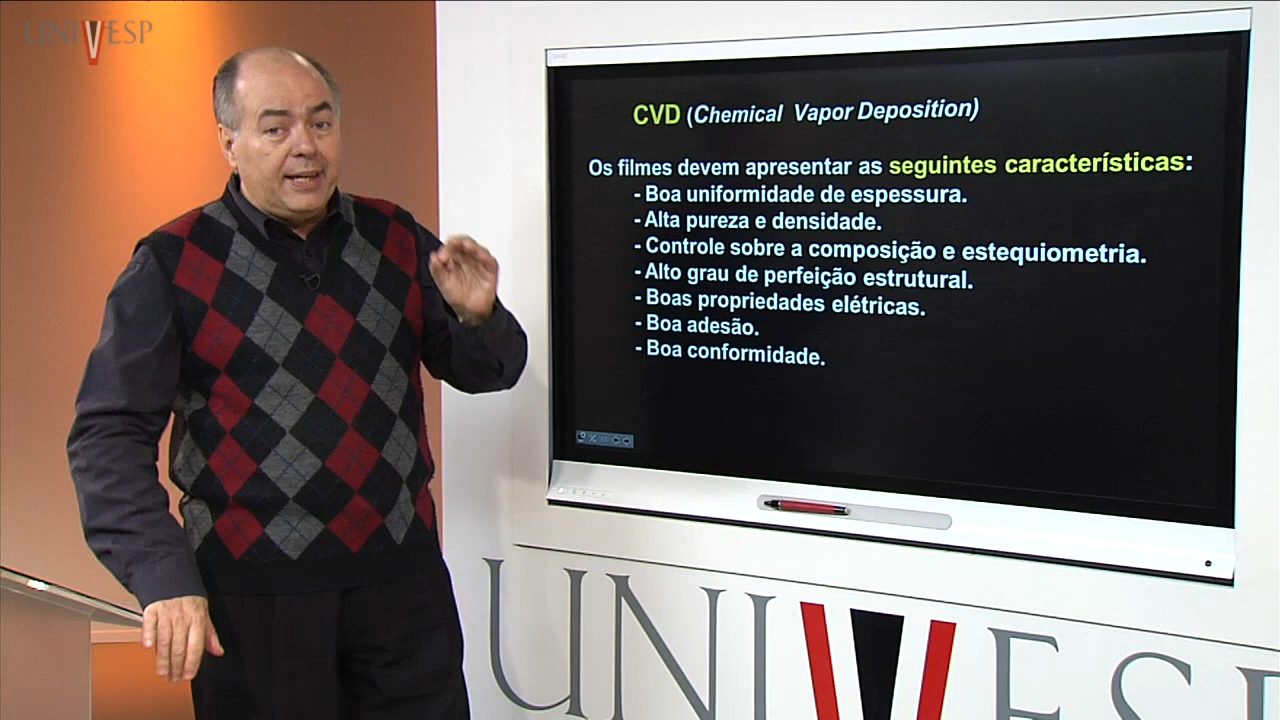 UNIVESP
CVD (Chemical Vapor Deposition)
Os filmes devem apresentar as seguintes características:
- Boa uniformidade de espessura.
- Alta pureza e densidade.
- Controle sobre a composição e estequiometria.
- Alto grau de perfeição estrutural.
- Boas propriedades elétricas.
- Boa adesão.
- Boa conformidade.
UNIVESP